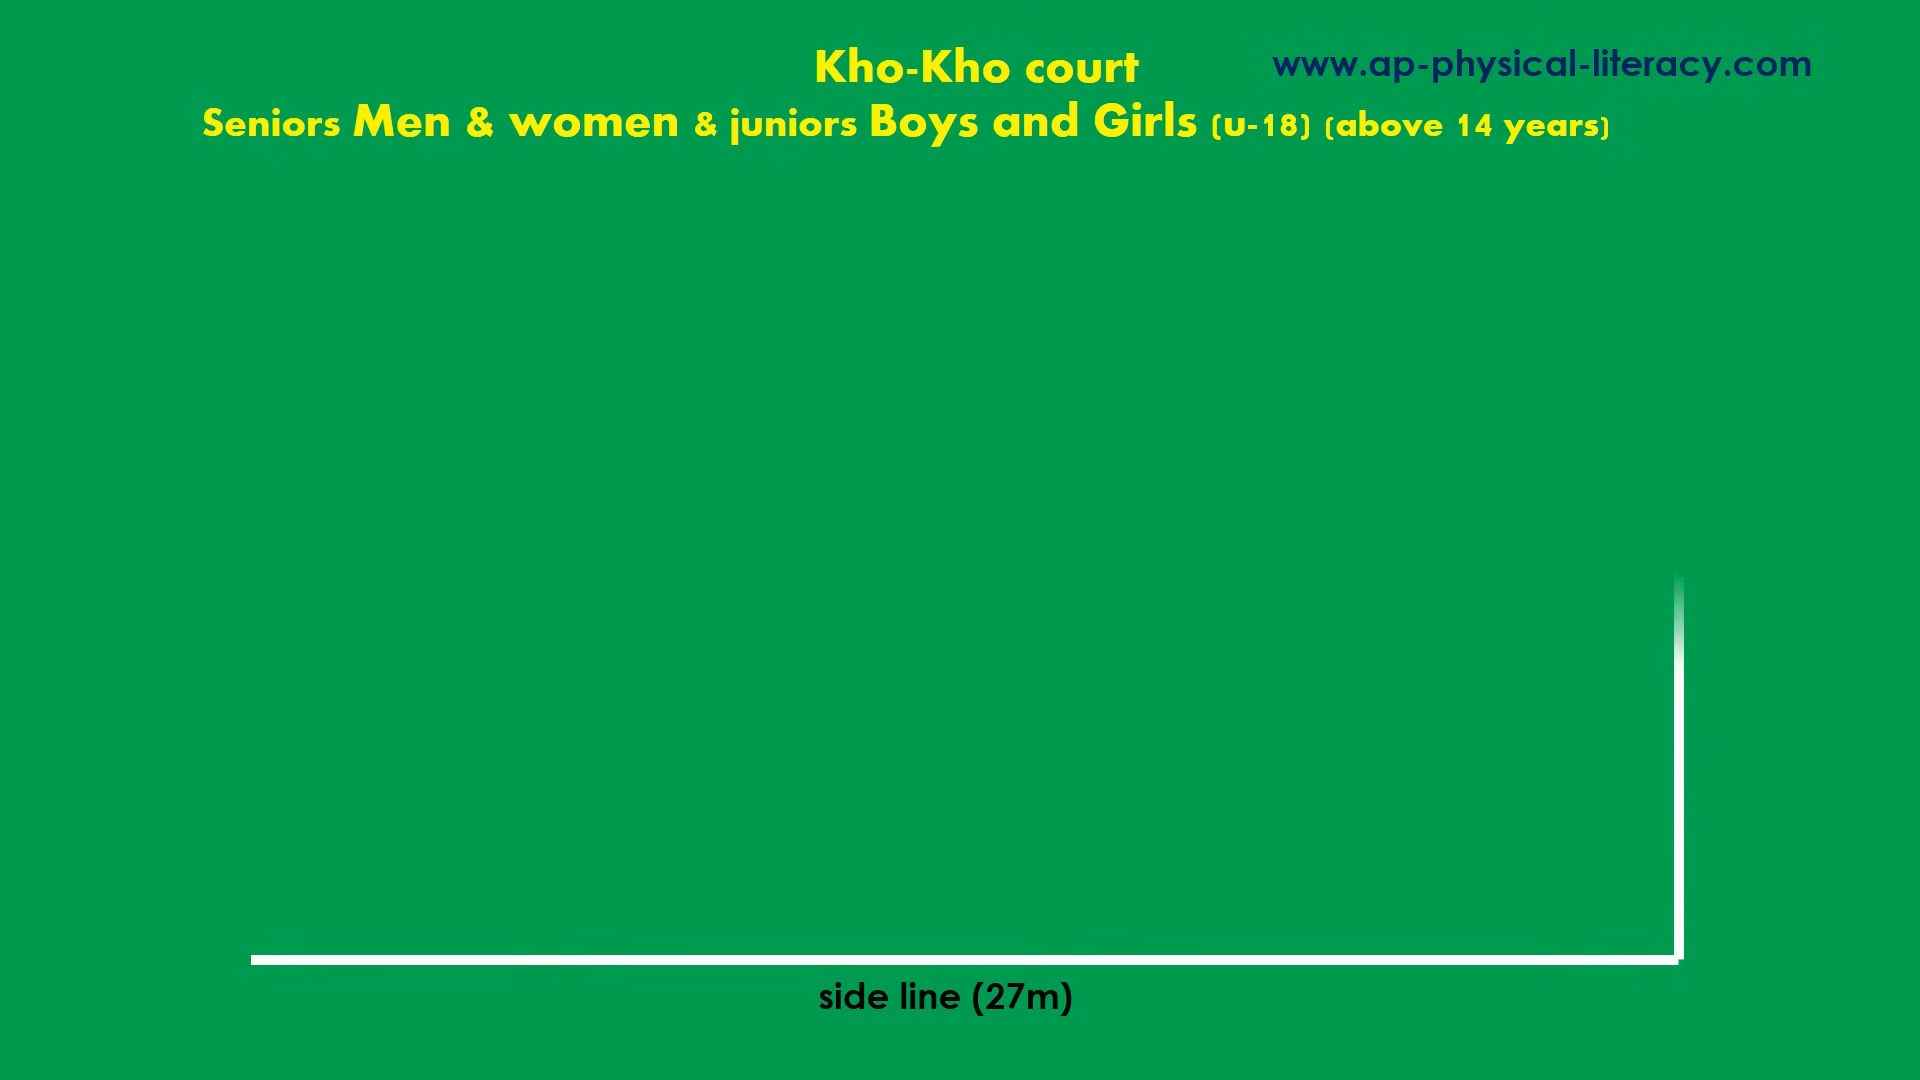 Kho-Kho court
www.ap-physical-literacy.com
Seniors Men & women & juniors Boys and Girls (u-18) (above 14 years)
side line (27m)